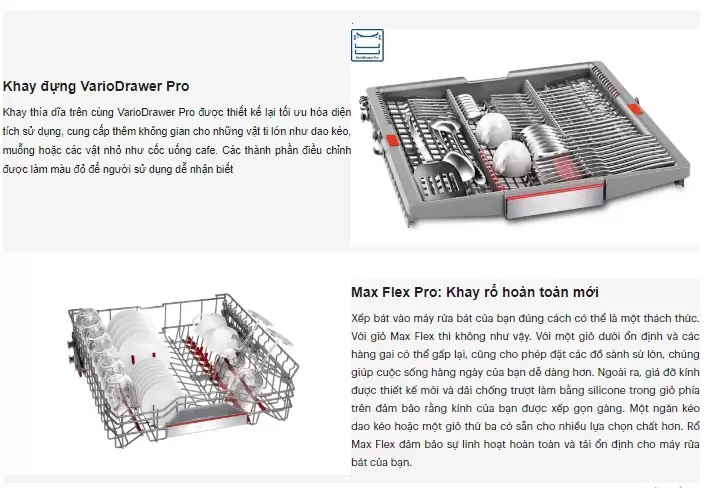 VarioDrawer Pro
Khay đựng VarioDrawer Pro
Khay thìa dĩa trên cùng VarioDrawer Pro được thiết kế lại tối ưu hóa diện
tích sử dụng, cung cấp thêm không gian cho những vật ti lớn như dao kéo,
muỗng hoặc các vật nhỏ như cốc uống cafe. Các thành phần điều chỉnh
được làm màu đỏ để người sử dụng dễ nhận biết
Max Flex Pro: Khay rổ hoàn toàn mới
Xếp bát vào máy rửa bát của bạn đúng cách có thể là một thách thức.
Với giỏ Max Flex thì không như vậy. Với một giỏ dưới ổn định và các
hàng gai có thể gấp lại, cũng cho phép đặt các đồ sành sứ lớn, chúng
giúp cuộc sống hàng ngày của bạn dễ dàng hơn. Ngoài ra, giá đỡ kính
được thiết kế mới và dải chống trượt làm bằng silicone trong giỏ phía
trên đảm bảo rằng kính của bạn được xếp gọn gàng. Một ngăn kéo
dao kéo hoặc một giỏ thứ ba có sẵn cho nhiều lựa chọn chất hơn. Rổ
Max Flex đảm bảo sự linh hoạt hoàn toàn và tải ổn định cho máy rửa
bát của bạn.